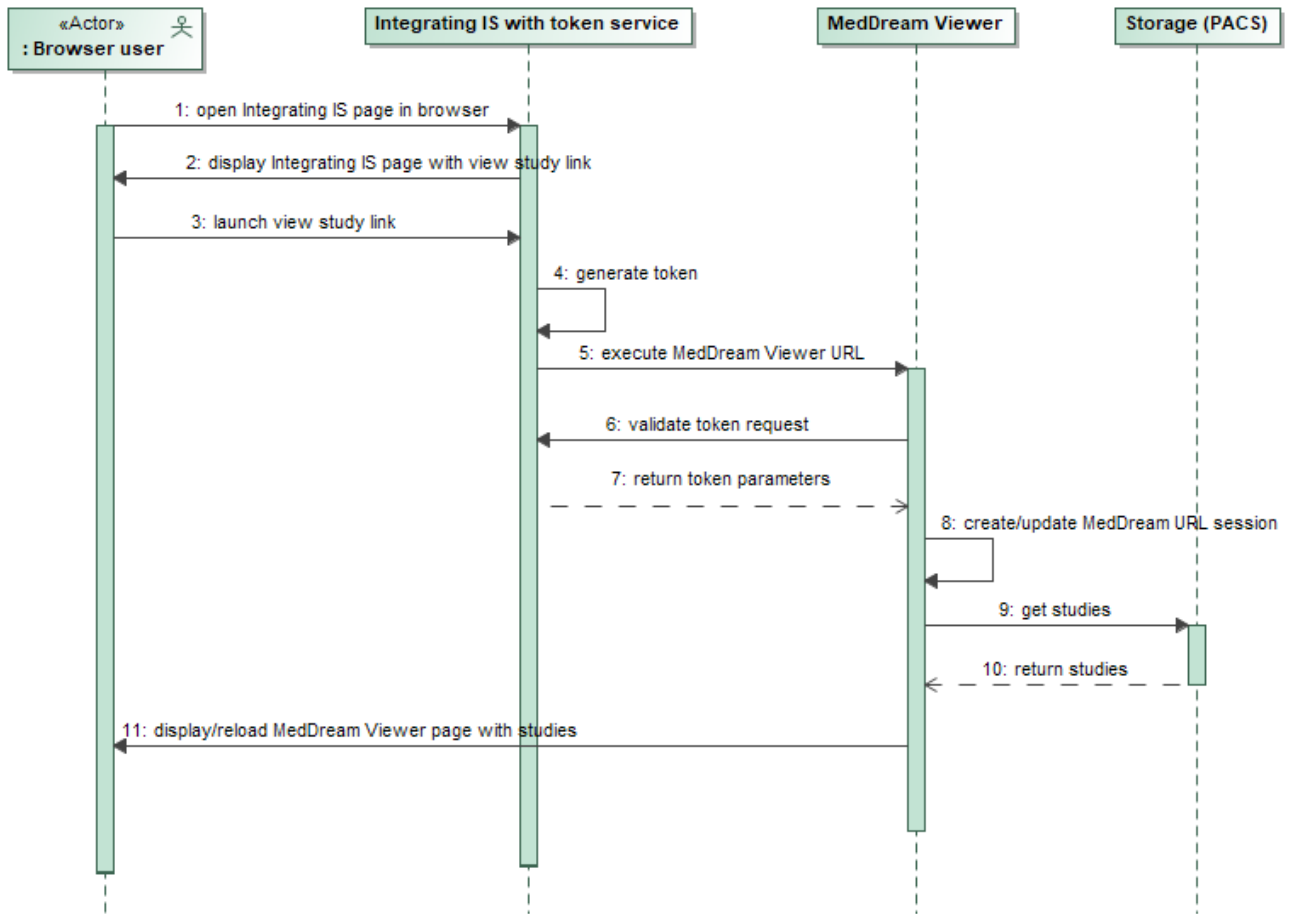 «Actor»
: Browser user
Integrating IS with token service
MedDream Viewer
Storage (PACS)
1: open Integrating IS page in browser
2: display Integrating IS page with view study link
3: launch view study link
4: generate token
5: execute MedDream Viewer URL
6: validate token request
7: return token parameters
8: create/update MedDream URL session
9: get studies
10: return studies
11: display/reload MedDream Viewer page with studies